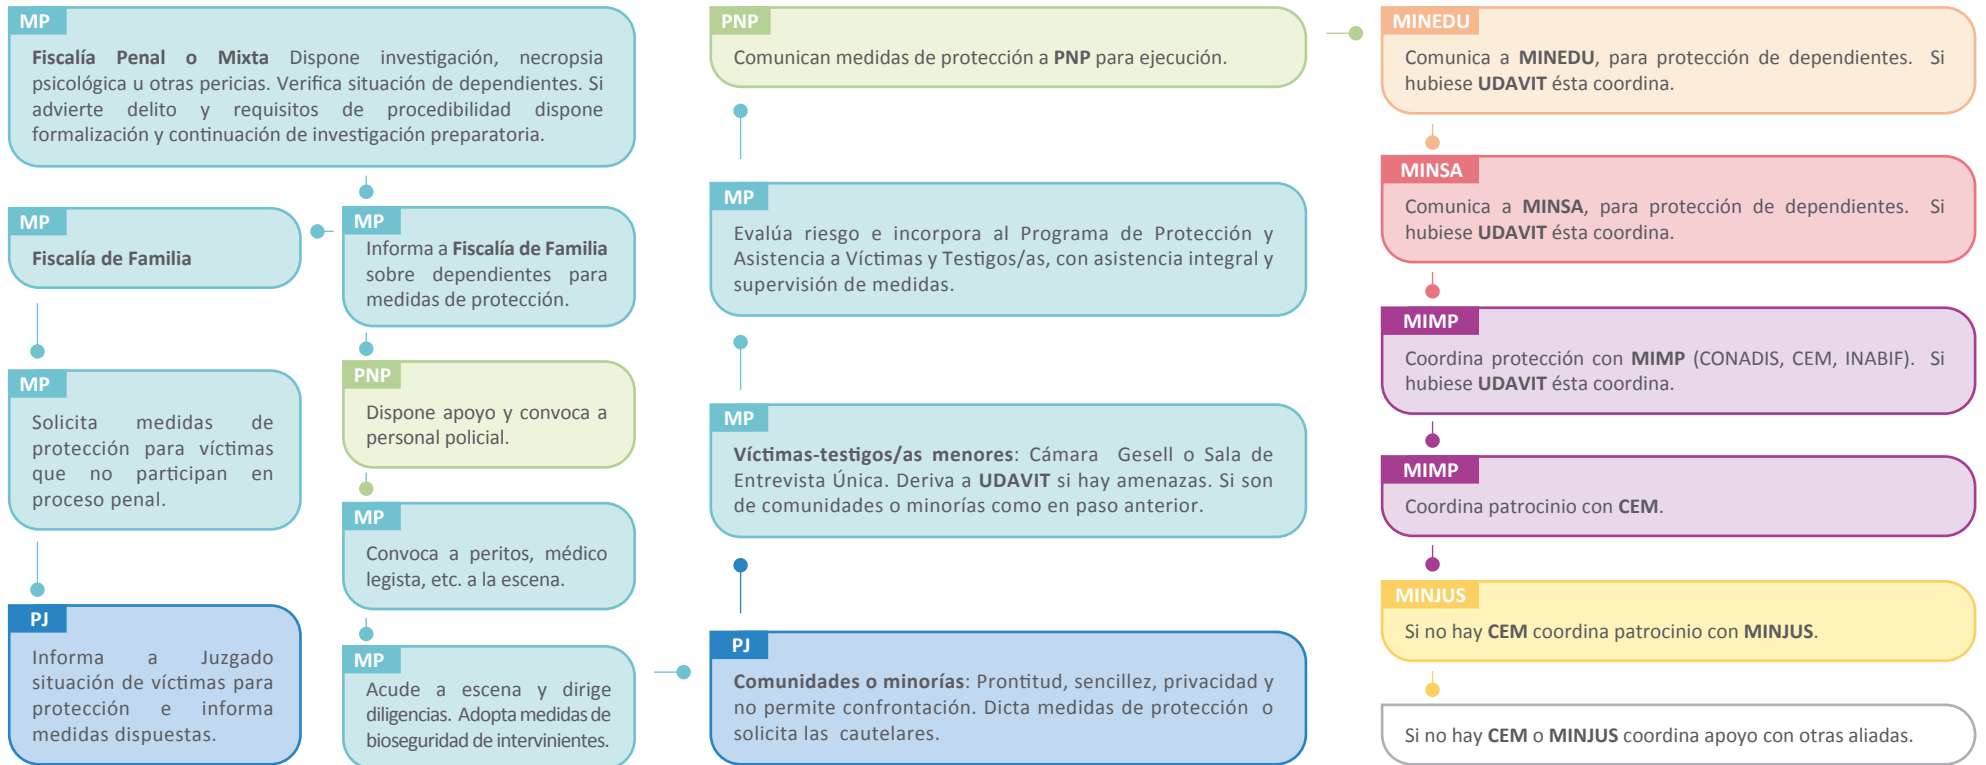 MP
Fiscalía Penal o Mixta Dispone investigación, necropsia
psicológica u otras pericias. Verifica situación de dependientes. Si
advierte delito y requisitos de procedibilidad dispone
formalización y continuación de investigación preparatoria.
MP
Fiscalía de Familia
MP
Solicita medidas de
protección para víctimas
que no participan en
proceso penal.
PJ
Informa a Juzgado
situación de víctimas para
protección e informa
medidas dispuestas.
MP
Informa a Fiscalía de Familia
sobre dependientes para
medidas de protección.
PNP
Dispone apoyo y convoca a
personal policial.
MP
Convoca a peritos, médico
legista, etc. a la escena.
MP
Acude a escena y dirige
diligencias. Adopta medidas de
bioseguridad de intervinientes.
PNP
Comunican medidas de protección a PNP para ejecución.
MP
Evalúa riesgo e incorpora al Programa de Protección y
Asistencia a Víctimas y Testigos/as, con asistencia integral y
supervisión de medidas.
MP
Víctimas-testigos/as menores: Cámara Gesell o Sala de
Entrevista Única. Deriva a UDAVIT si hay amenazas. Si son
de comunidades o minorías como en paso anterior.
PJ
Comunidades o minorías: Prontitud, sencillez, privacidad y
no permite confrontación. Dicta medidas de protección o
solicita las cautelares.
MINEDU
Comunica a MINEDU, para protección de dependientes. Si
hubiese UDAVIT ésta coordina.
MINSA
Comunica a MINSA, para protección de dependientes. Si
hubiese UDAVIT ésta coordina.
MIMP
Coordina protección con MIMP (CONADIS, CEM, INABIF). Si
hubiese UDAVIT ésta coordina.
MIMP
Coordina patrocinio con CEM.
MINJUS
Si no hay CEM coordina patrocinio con MINJUS.
Si no hay CEM o MINJUS coordina apoyo con otras aliadas.